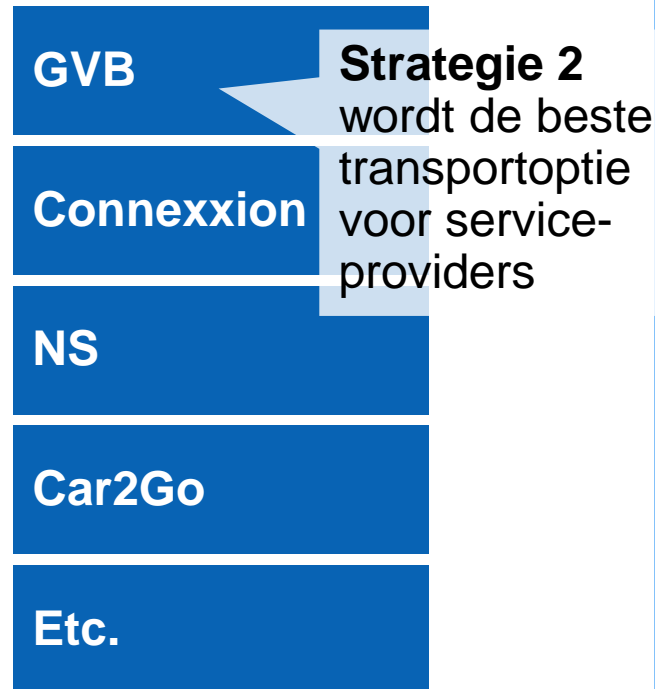 GVB
Strategie 2
wordt de beste
transportoptie
voor service-
providers
Connexxion
NS
Car2Go
Etc.